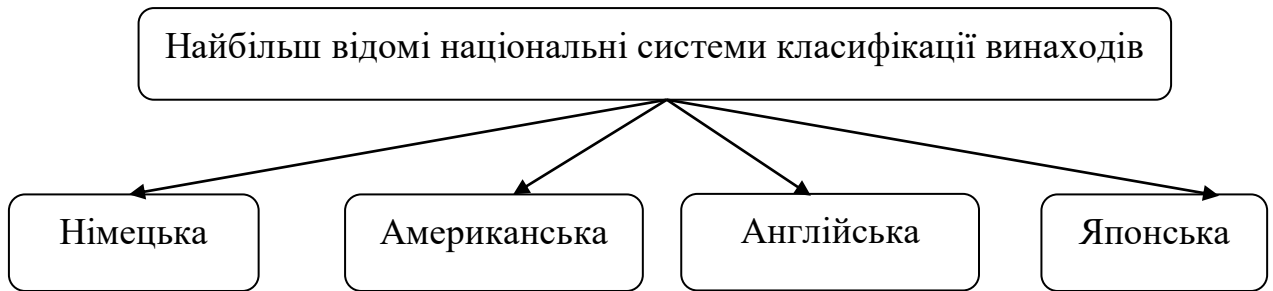 Найбільш відомі національні системи класифікації винаходів
Німецька
Американська
Англійська
Японська